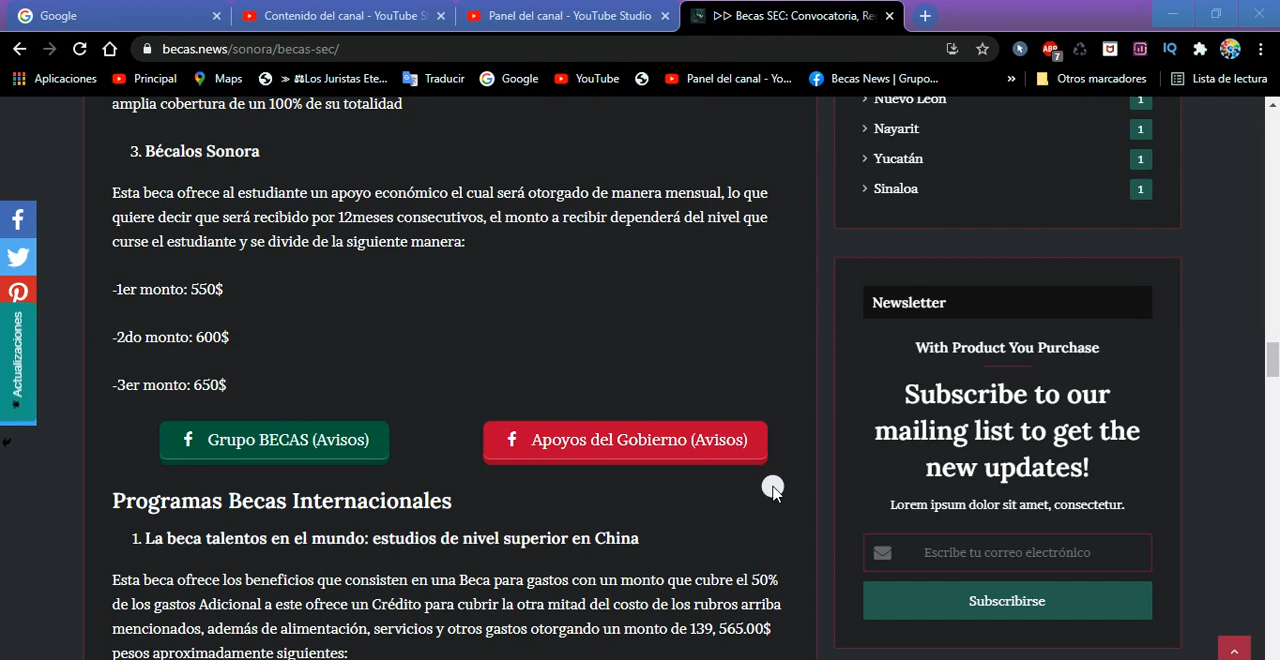 Google
Contenido del canal - YouTube S
Panel del canal - YouTube Studio
▷▷ Becas SEC: Convocatoria, Re
becas.news/sonora/becas-sec/
ABP
7
IQ
Aplicaciones
Principal
Maps
» ⚖Los Juristas Ete...
Traducir
Google
YouTube
Panel del canal - Yo...
Becas News | Grupo...
»
Otros marcadores
Lista de lectura
amplia cobertura de un 100% de su totalidad
3. Bécalos Sonora
Esta beca ofrece al estudiante un apoyo económico el cual será otorgado de manera mensual, lo que
quiere decir que será recibido por 12meses consecutivos, el monto a recibir dependerá del nivel que
curse el estudiante y se divide de la siguiente manera:
-1er monto: 550$
-2do monto: 600$
-3er monto: 650$
Grupo BECAS (Avisos)
Apoyos del Gobierno (Avisos)
Programas Becas Internacionales
1. La beca talentos en el mundo: estudios de nivel superior en China
Esta beca ofrece los beneficios que consisten en una Beca para gastos con un monto que cubre el 50%
de los gastos Adicional a este ofrece un Crédito para cubrir la otra mitad del costo de los rubros arriba
mencionados, además de alimentación, servicios y otros gastos otorgando un monto de 139, 565.00$
pesos aproximadamente siguientes:
Actualizaciones
Nuevo León 1
Nayarit 1
Yucatán 1
Sinaloa 1
Newsletter
With Product You Purchase
Subscribe to our
mailing list to get the
new updates!
Lorem ipsum dolor sit amet, consectetur.
Escribe tu correo electrónico
Subscribirse